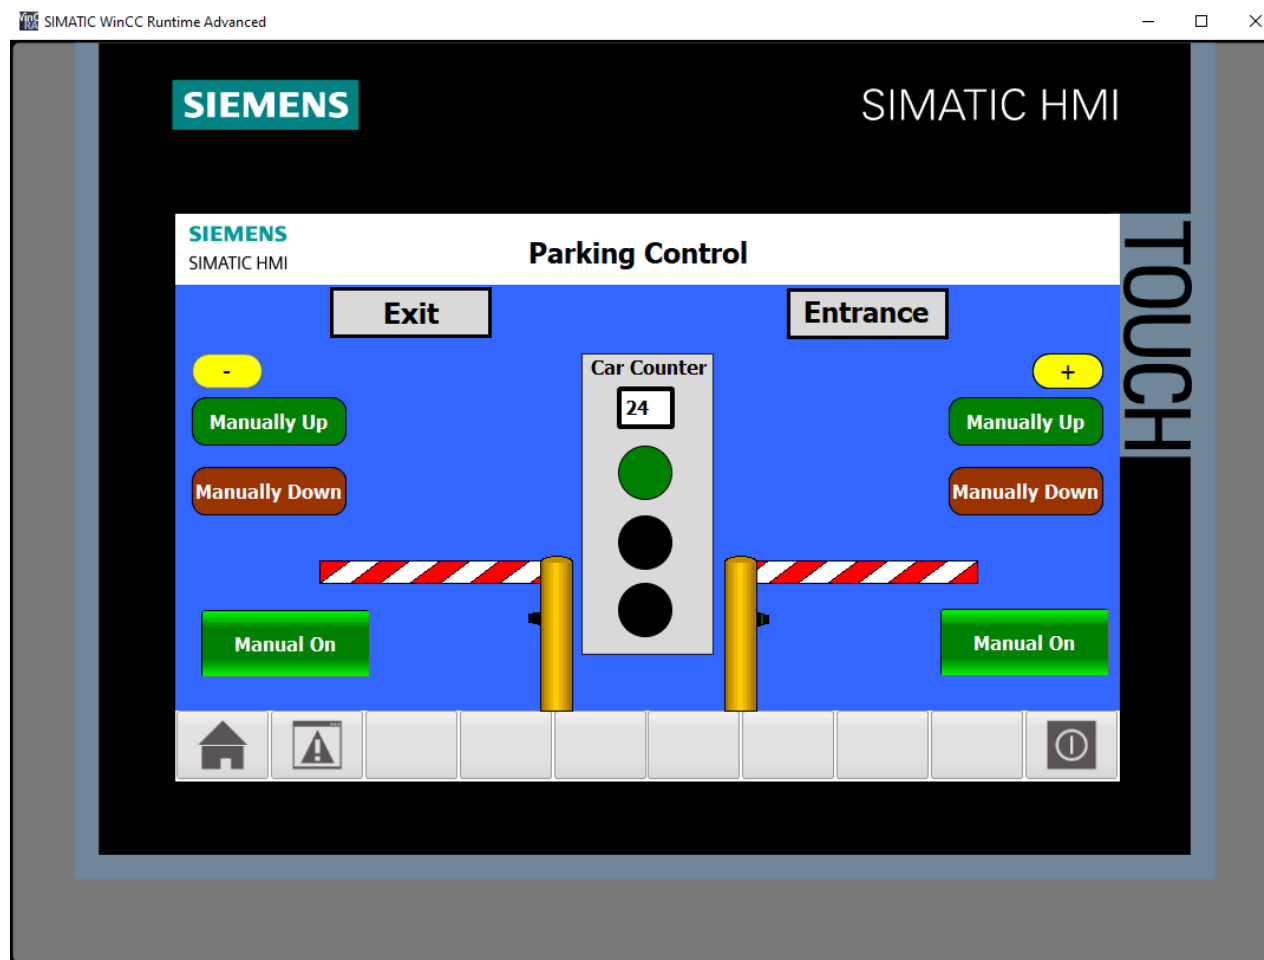 SIMATIC WinCC Runtime Advanced
SIEMENS
SIMATIC HMI
TOUCH
SIEMENS
SIMATIC HMI
Parking Control
Exit
Entrance
-
Car Counter
+
24
Manually Up
Manually Up
Manually Down
Manually Down
Manual On
Manual On